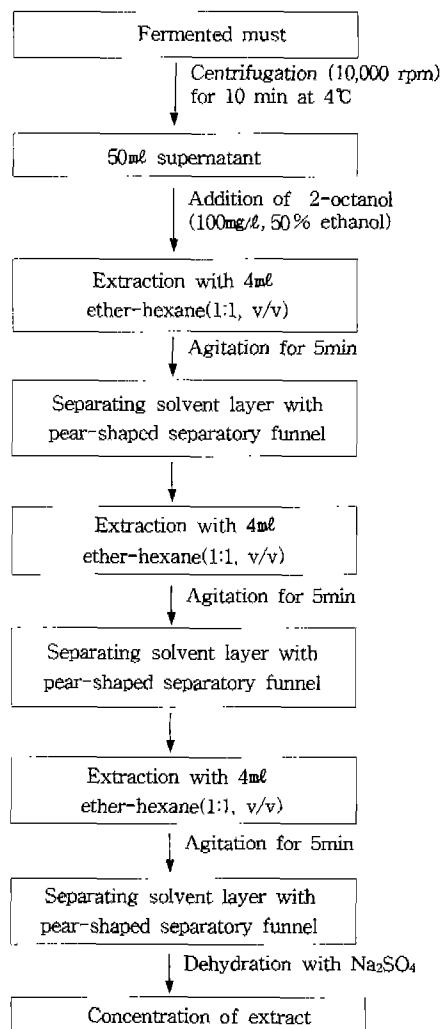 Fermented must
Centrifugation (10,000 rpm)
for 10 min at 4℃
50㎖ supernatant
Addition of 2-octanol
(100㎎/ℓ, 50% ethanol)
Extraction with 4㎖
ether-hexane(1:1, v/v)
Agitation for 5min
Separating solvent layer with
pear-shaped separatory funnel
Extraction with 4㎖
ether-hexane(1:1, v/v)
Agitation for 5min
Separating solvent layer with
pear-shaped separatory funnel
Extraction with 4㎖
ether-hexane(1:1, v/v)
Agitation for 5min
Separating solvent layer with
pear-shaped separatory funnel
Dehydration with Na₂SO₄
Concentration of extract